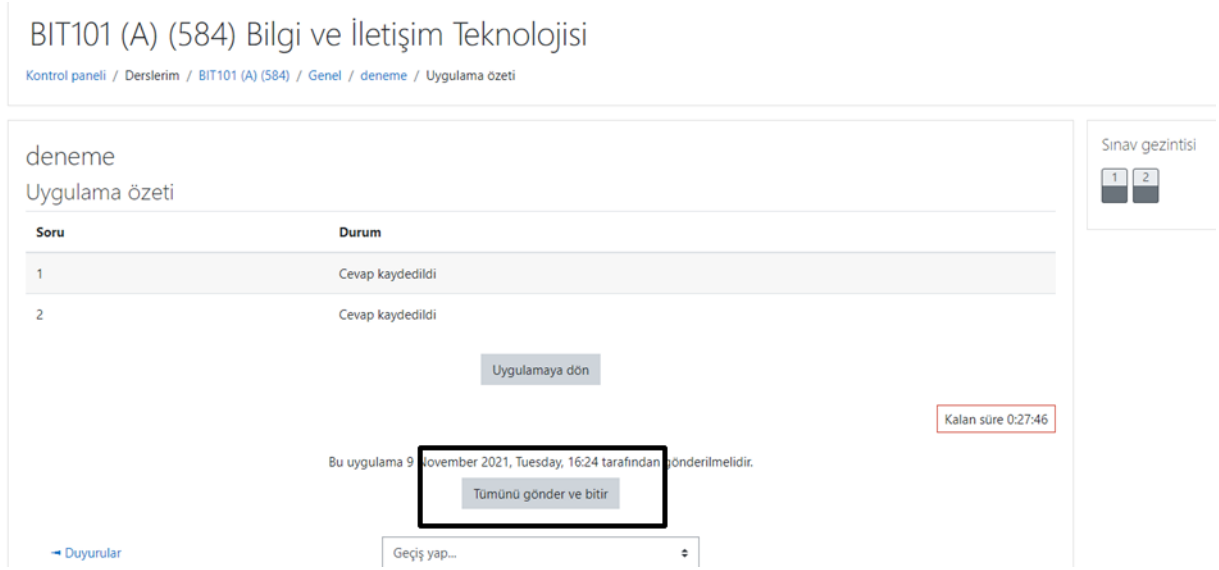 BIT101 (A) (584) Bilgi ve İletişim Teknolojisi
Kontrol paneli / Derslerim / BIT101 (A) (584) / Genel / deneme / Uygulama özeti
deneme
Uygulama özeti
Soru Durum
1 Cevap kaydedildi
2 Cevap kaydedildi
Uygulamaya dön
Kalan süre 0:27:46
Bu uygulama 9 November 2021, Tuesday, 16:24 tarafından gönderilmelidir.
Tümünü gönder ve bitir
◄ Duyurular
Geçiş yap...
Sınav gezintisi
1 2